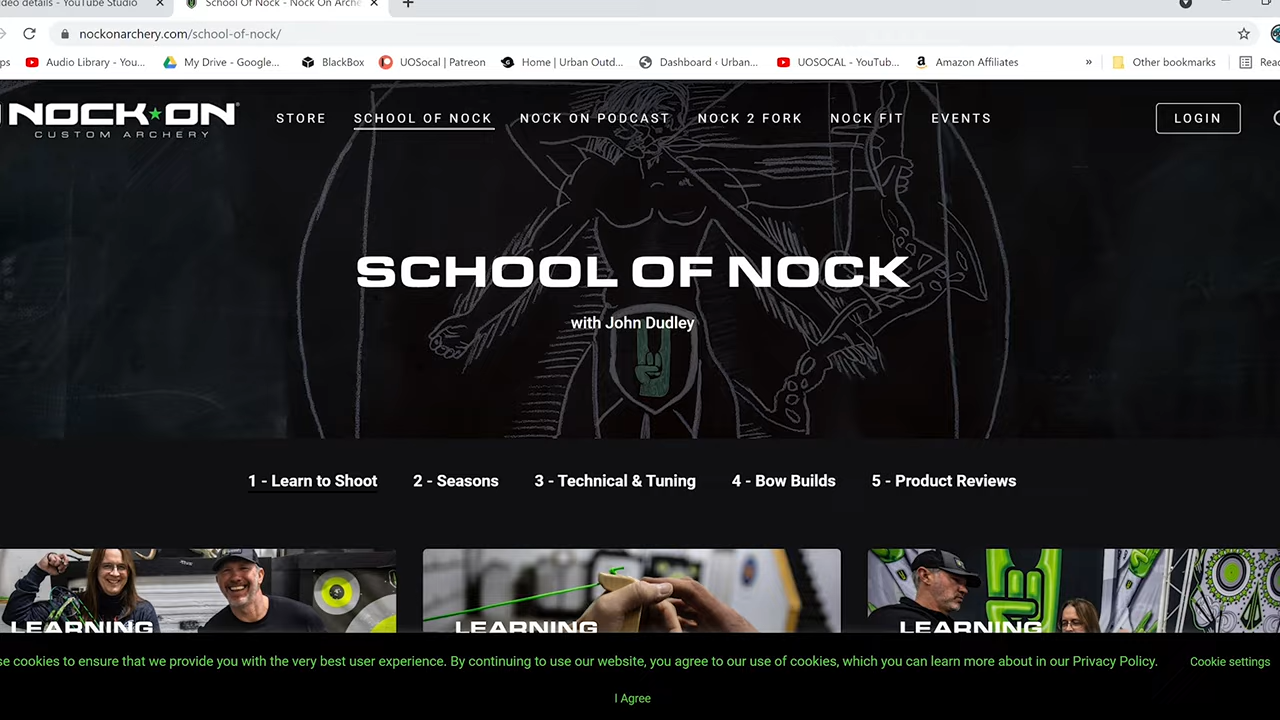 deo details - YouTube Studio
School Of Nock - Nock On Arche
nockonarchery.com/school-of-nock/
ps
Audio Library - You...
My Drive - Google...
BlackBox
UOSocal | Patreon
Home | Urban Outd...
Dashboard ‹ Urban...
UOSOCAL - YouTub...
Amazon Affiliates
»
Other bookmarks
Reac
NOCK ON
CUSTOM ARCHERY
STORE
SCHOOL OF NOCK
NOCK ON PODCAST
NOCK 2 FORK
NOCK FIT
EVENTS
LOGIN
SCHOOL OF NOCK
with John Dudley
1 - Learn to Shoot
2 - Seasons
3 - Technical & Tuning
4 - Bow Builds
5 - Product Reviews
LEARNING
LEARNING
LEARNING
se cookies to ensure that we provide you with the very best user experience. By continuing to use our website, you agree to our use of cookies, which you can learn more about in our Privacy Policy.
Cookie settings
I Agree